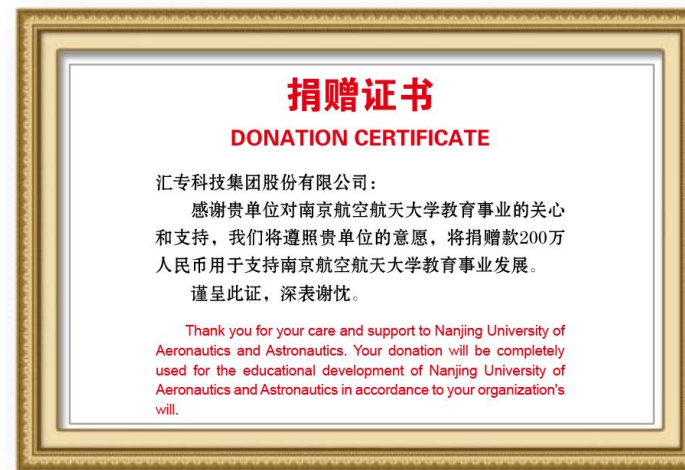 捐赠证书
DONATION CERTIFICATE
汇专科技集团股份有限公司：
感谢贵单位对南京航空航天大学教育事业的关心
和支持，我们将遵照贵单位的意愿，将捐赠款200万
人民币用于支持南京航空航天大学教育事业发展。
谨呈此证，深表谢忱。
Thank you for your care and support to Nanjing University of
Aeronautics and Astronautics. Your donation will be completely
used for the educational development of Nanjing University of
Aeronautics and Astronautics in accordance to your organization's
will.